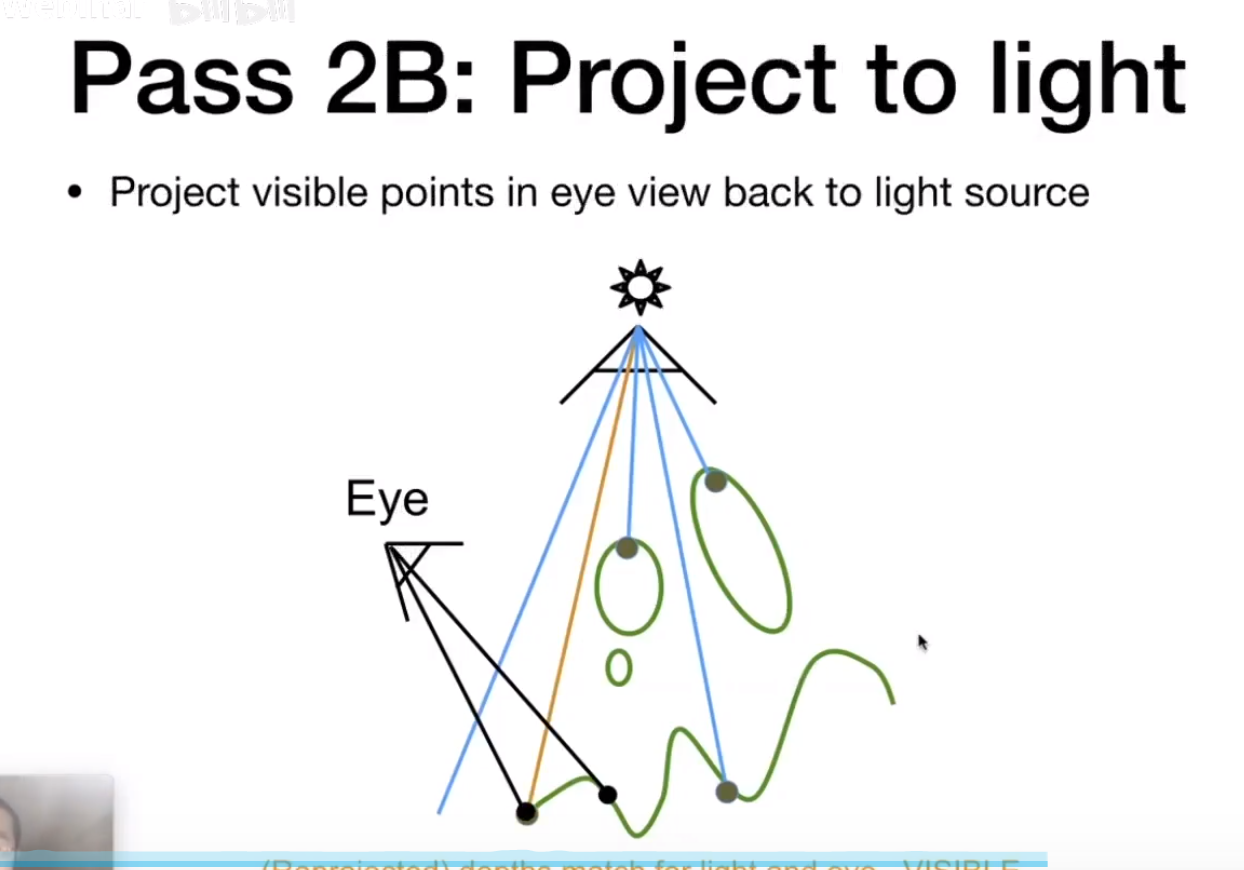 Pass 2B: Project to light
• Project visible points in eye view back to light source
Eye
(Reprojected) depths match for light and eye. VISIBLE